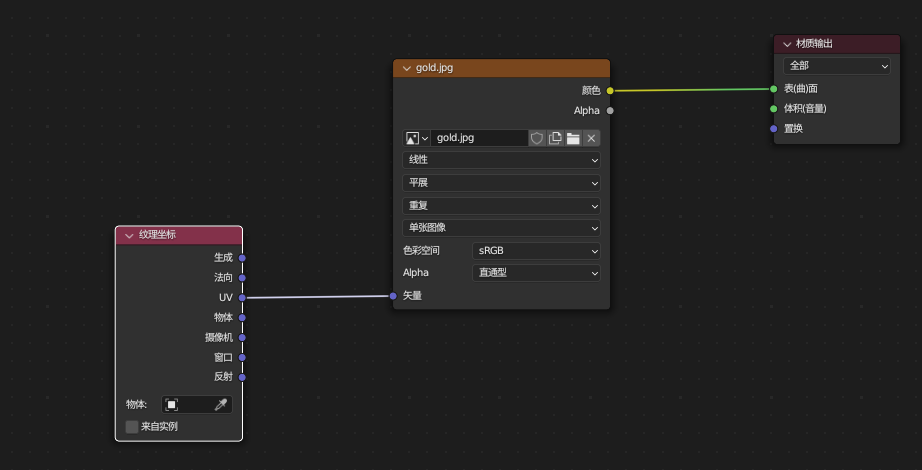 材质输出
全部
表(曲)面
体积(音量)
置换
gold.jpg
颜色
Alpha
gold.jpg
线性
平展
重复
单张图像
色彩空间 sRGB
Alpha 直通型
矢量
纹理坐标
生成
法向
UV
物体
摄像机
窗口
反射
物体:
来自实例